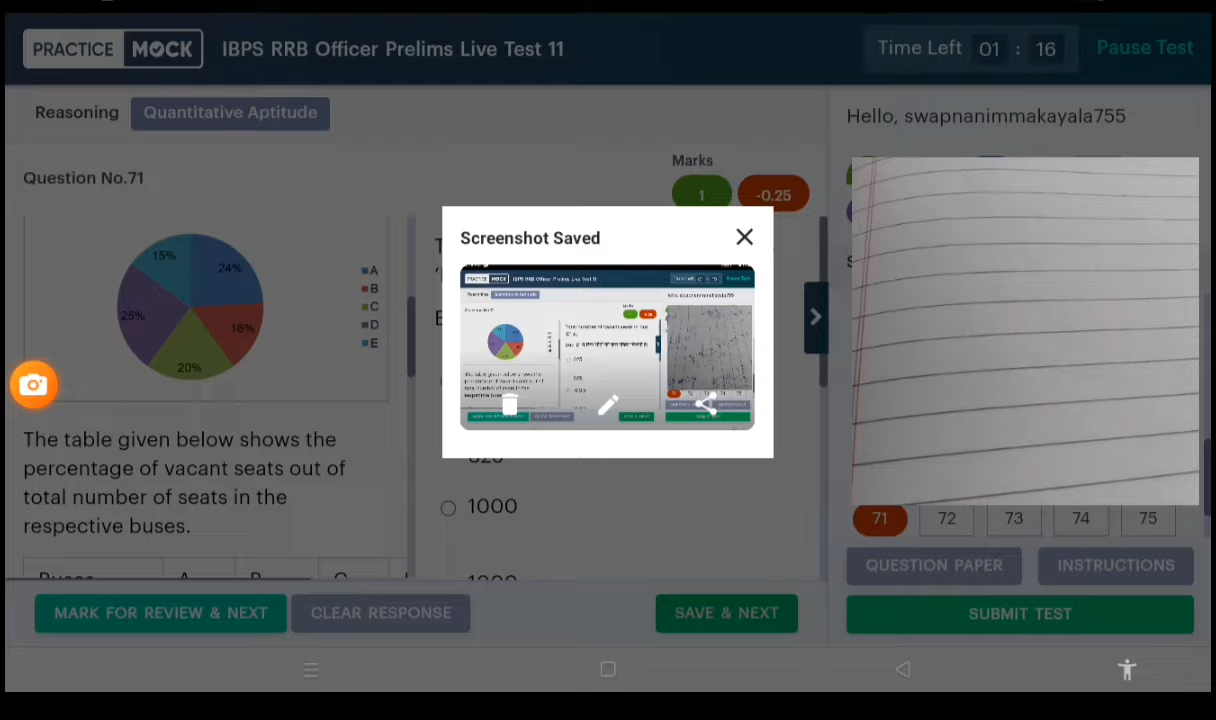 PRACTICE MOCK IBPS RRB Officer Prelims Live Test 11
Time Left 01 : 16 Pause Test
Reasoning Quantitative Aptitude
Hello, swapnanimmakayala755
Marks
Question No.71
1 -0.25
Screenshot Saved
15%
24%
25%
16%
20%
A
B
C
D
E
The table given below shows the
percentage of vacant seats out of
total number of seats in the
respective buses.
1000
71 72 73 74 75
QUESTION PAPER INSTRUCTIONS
MARK FOR REVIEW & NEXT CLEAR RESPONSE SAVE & NEXT SUBMIT TEST